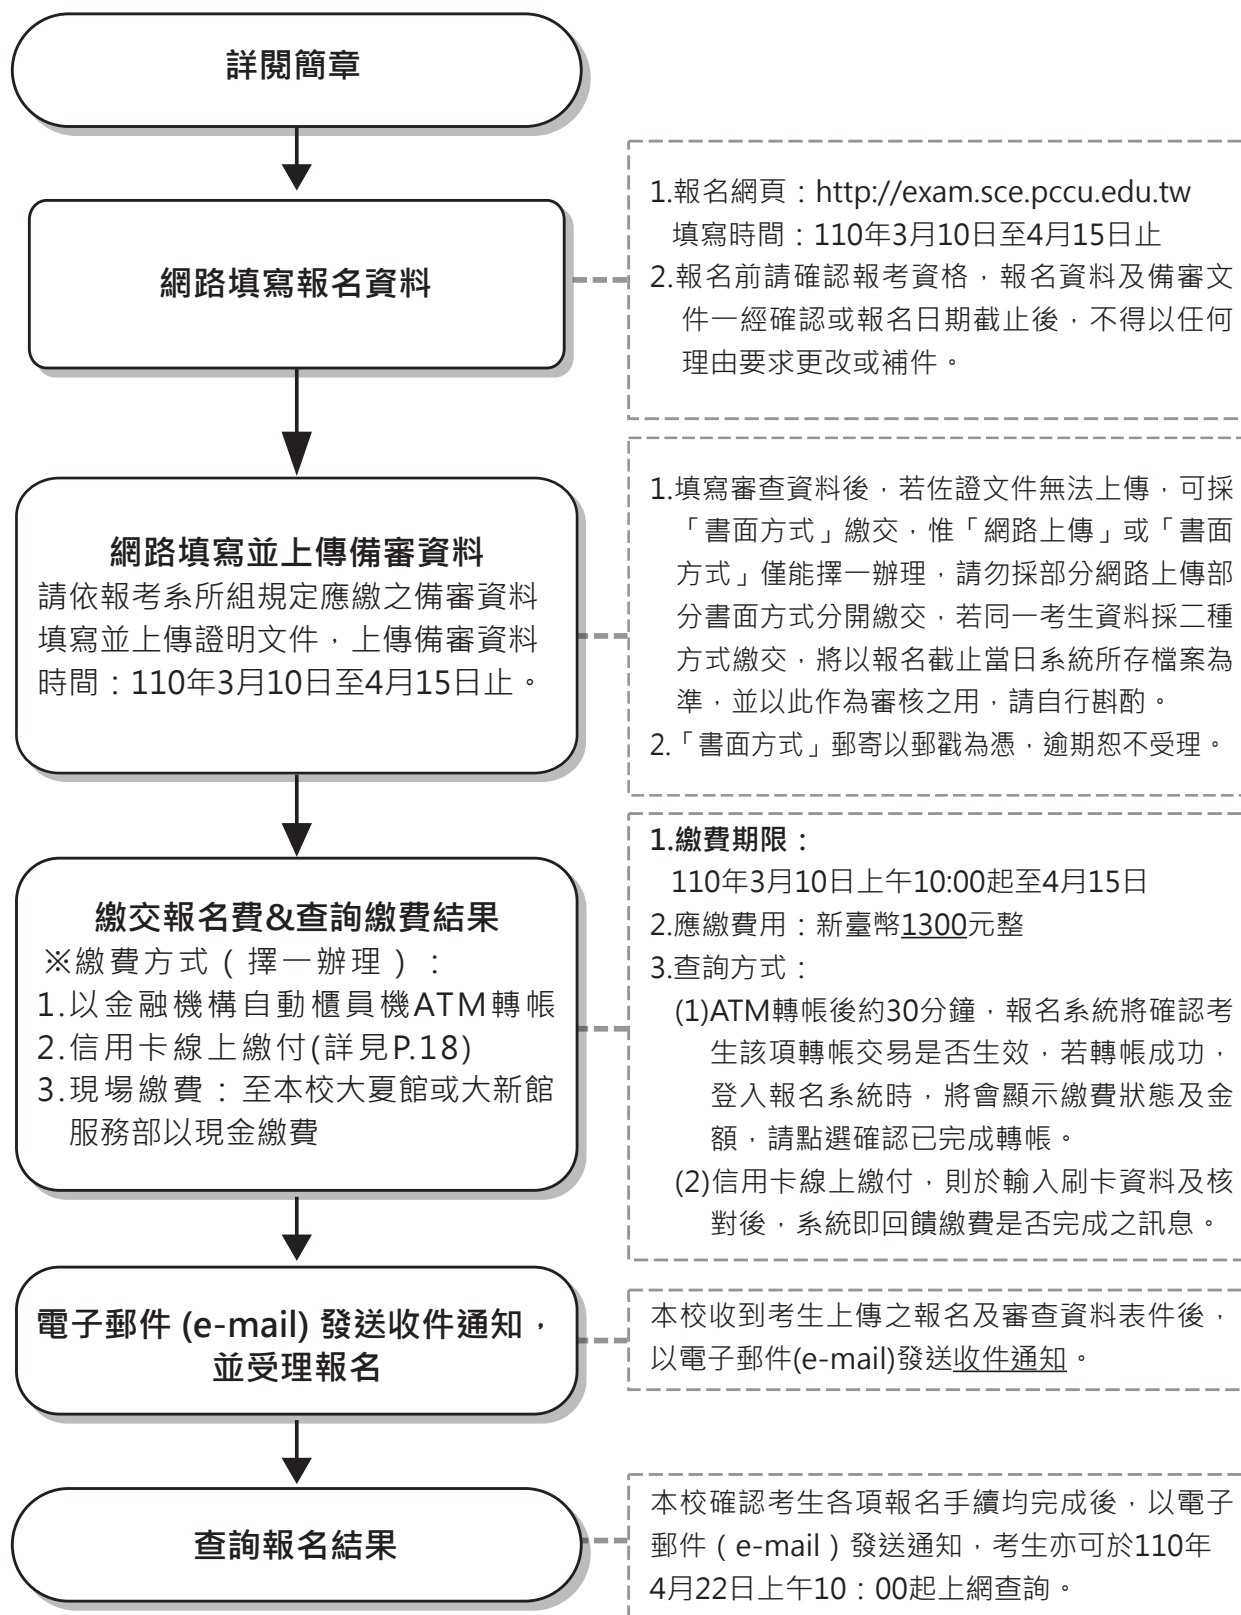 詳閱簡章
網路填寫報名資料
1.報名網頁：http://exam.sce.pccu.edu.tw
填寫時間：110年3月10日至4月15日止
2.報名前請確認報考資格，報名資料及備審文
件一經確認或報名日期截止後，不得以任何
理由要求更改或補件。
網路填寫並上傳備審資料
請依報考系所組規定應繳之備審資料
填寫並上傳證明文件，上傳備審資料
時間：110年3月10日至4月15日止。
1.填寫審查資料後，若佐證文件無法上傳，可採
「書面方式」繳交，惟「網路上傳」或「書面
方式」僅能擇一辦理，請勿採部分網路上傳部
分書面方式分開繳交，若同一考生資料採二種
方式繳交，將以報名截止當日系統所存檔案為
準，並以此作為審核之用，請自行斟酌。
2.「書面方式」郵寄以郵戳為憑，逾期恕不受理。
繳交報名費&查詢繳費結果
※繳費方式（擇一辦理）：
1.以金融機構自動櫃員機ATM轉帳
2.信用卡線上繳付(詳見P.18)
3.現場繳費：至本校大夏館或大新館
服務部以現金繳費
1.繳費期限：
110年3月10日上午10:00起至4月15日
2.應繳費用：新臺幣1300元整
3.查詢方式：
(1)ATM轉帳後約30分鐘，報名系統將確認考
生該項轉帳交易是否生效，若轉帳成功，
登入報名系統時，將會顯示繳費狀態及金
額，請點選確認已完成轉帳。
(2)信用卡線上繳付，則於輸入刷卡資料及核
對後，系統即回饋繳費是否完成之訊息。
電子郵件 (e-mail) 發送收件通知，
並受理報名
本校收到考生上傳之報名及審查資料表件後，
以電子郵件(e-mail)發送收件通知。
查詢報名結果
本校確認考生各項報名手續均完成後，以電子
郵件（e-mail）發送通知，考生亦可於110年
4月22日上午10：00起上網查詢。